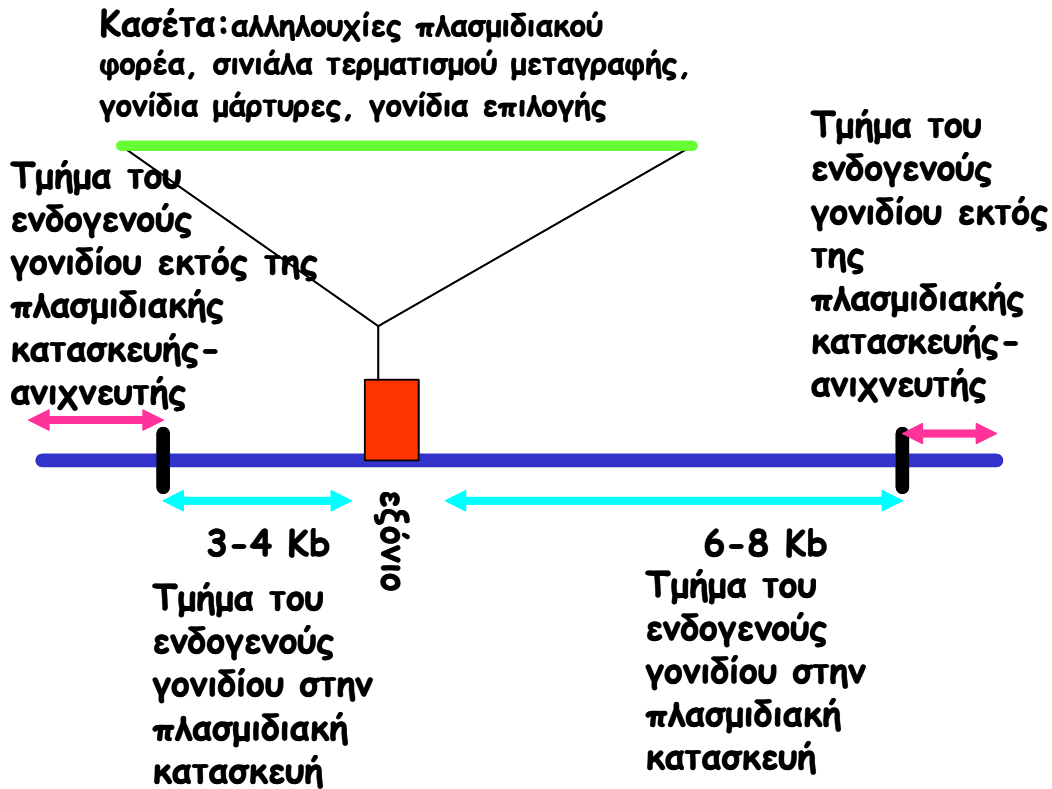 Κασέτα:αλληλουχίες πλασμιδιακού
φορέα, σινιάλα τερματισμού μεταγραφής,
γονίδια μάρτυρες, γονίδια επιλογής
Τμήμα του
ενδογενούς
γονιδίου εκτός της
πλασμιδιακής
κατασκευής-
ανιχνευτής
Τμήμα του
ενδογενούς
γονιδίου εκτός
της
πλασμιδιακής
κατασκευής-
ανιχνευτής
3-4 Kb
εξόνιο
6-8 Kb
Τμήμα του
ενδογενούς
γονιδίου στην
πλασμιδιακή
κατασκευή
Τμήμα του
ενδογενούς
γονιδίου στην
πλασμιδιακή
κατασκευή